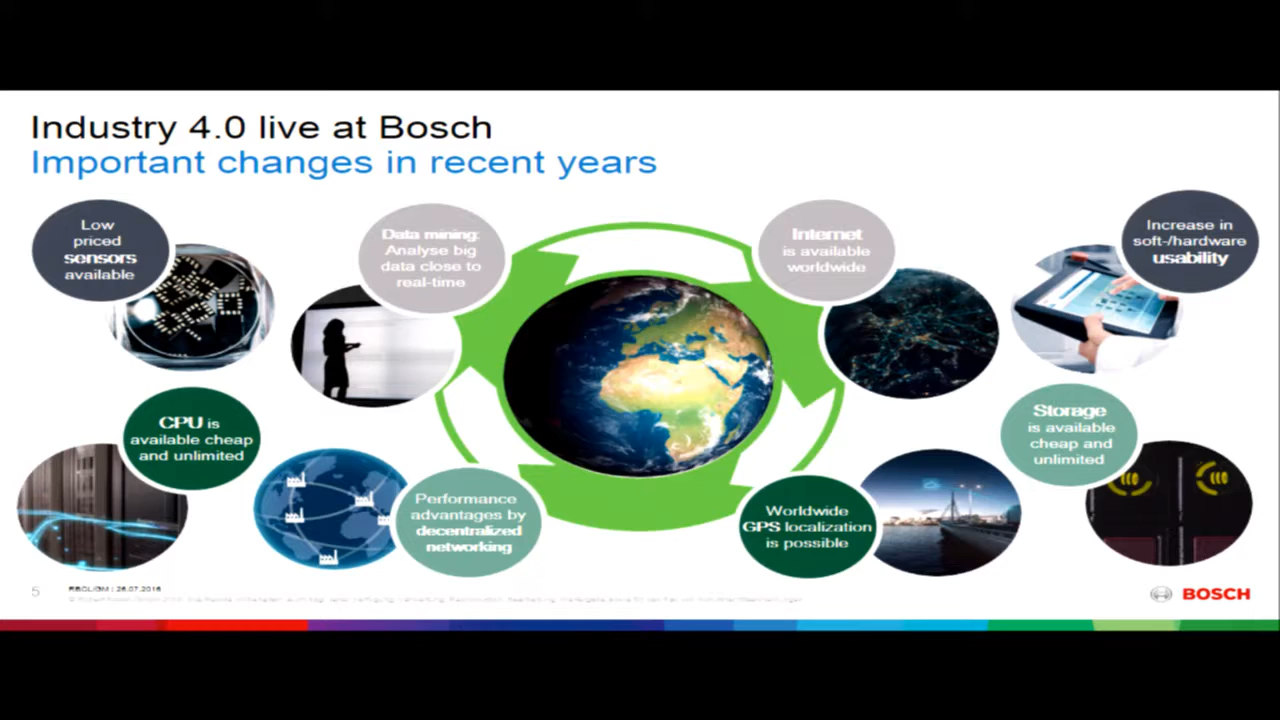 Industry 4.0 live at Bosch
Important changes in recent years
Low
priced
sensors
available
Data mining:
Analyse big
data close to
real-time
Internet
is available
worldwide
Increase in
soft-/hardware
usability
CPU is
available cheap
and unlimited
Performance
advantages by
decentralized
networking
Worldwide
GPS localization
is possible
Storage
is available
cheap and
unlimited
5
26.07.2016
BOSCH